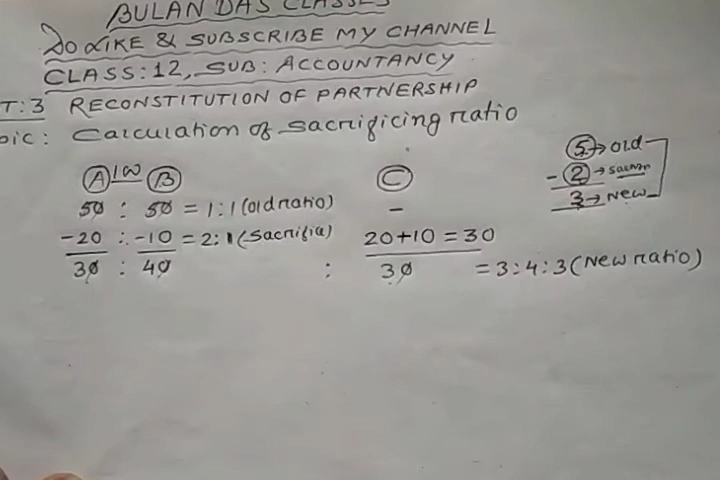 BULAN DAS CLASSES
DO LIKE & SUBSCRIBE MY CHANNEL
CLASS:12, SUB: ACCOUNTANCY
T:3 RECONSTITUTION OF PARTNERSHIP
pic: Calculation of sacrificing ratio
A 100 B C
50 : 50 = 1:1 (old ratio) –
-20 : -10 = 2:1 (Sacrifice) 20+10 = 30
30 : 40 : 30 = 3:4:3 (New ratio)
5 → old
- 2 →
3 → New